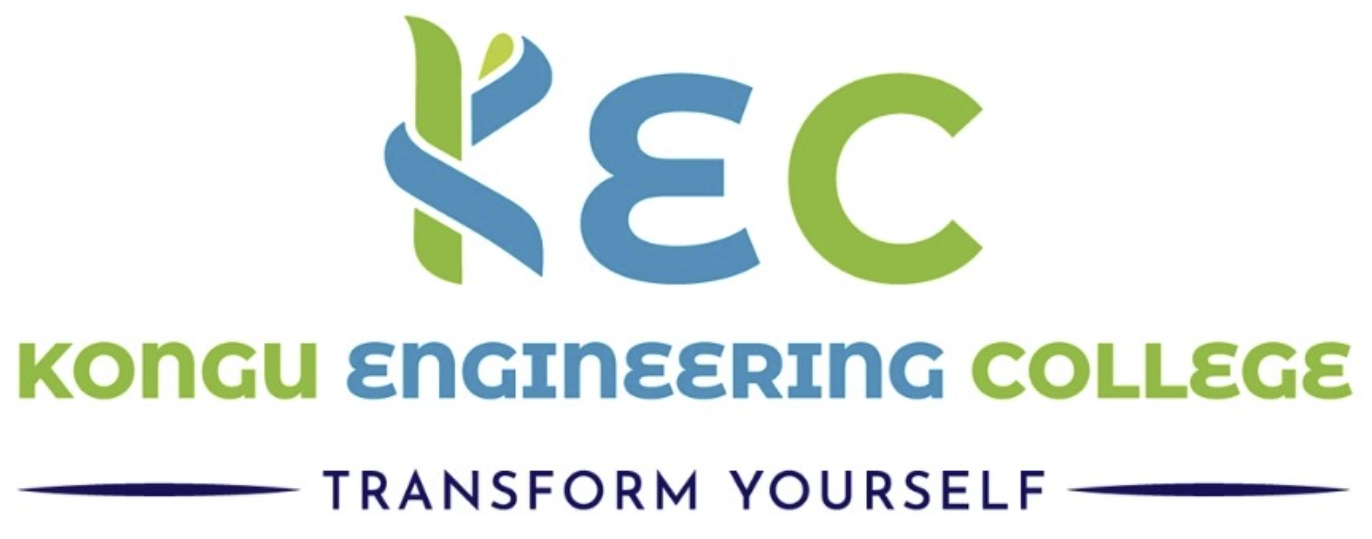 KEC
KONGU ENGINEERING COLLEGE
TRANSFORM YOURSELF